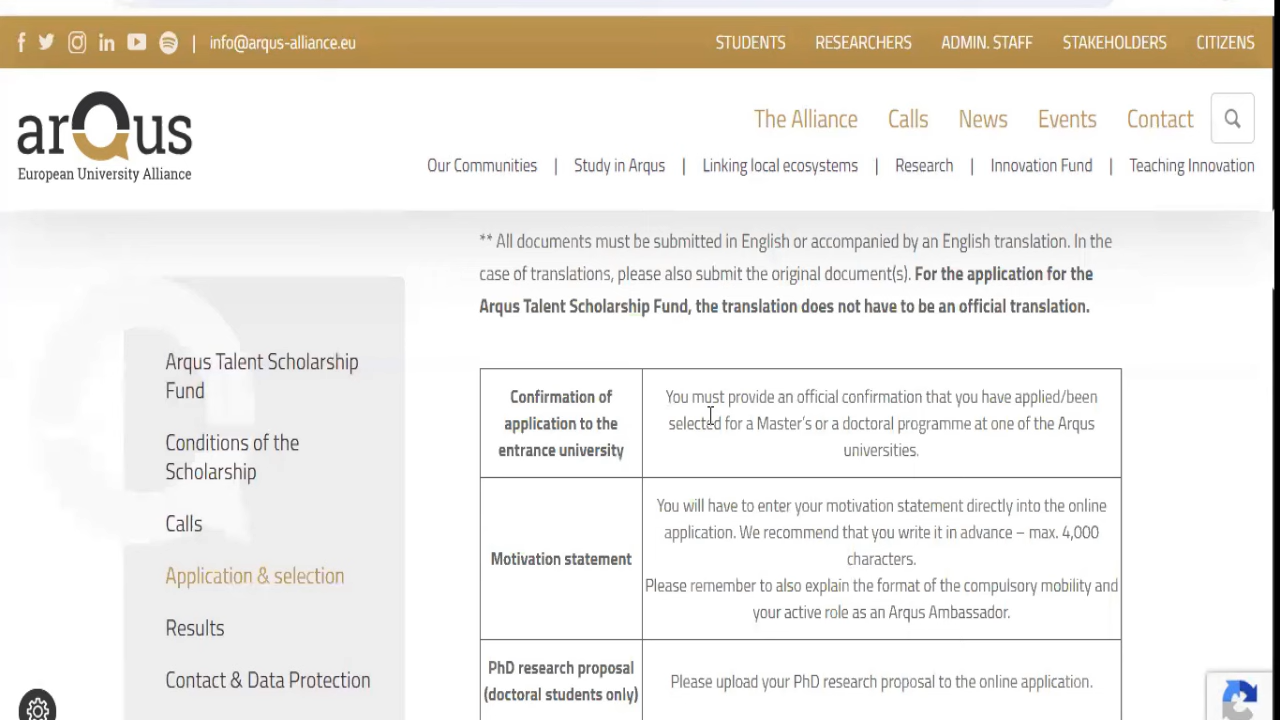 info@arqus-alliance.eu
STUDENTS RESEARCHERS ADMIN. STAFF STAKEHOLDERS CITIZENS
arQus
European University Alliance
The Alliance Calls News Events Contact
Our Communities | Study in Arqus | Linking local ecosystems | Research | Innovation Fund | Teaching Innovation
** All documents must be submitted in English or accompanied by an English translation. In the
case of translations, please also submit the original document(s). For the application for the
Arqus Talent Scholarship Fund, the translation does not have to be an official translation.
Arqus Talent Scholarship
Fund
Conditions of the
Scholarship
Calls
Application & selection
Results
Contact & Data Protection
Confirmation of
application to the
entrance university
You must provide an official confirmation that you have applied/been
selected for a Master's or a doctoral programme at one of the Arqus
universities.
Motivation statement
You will have to enter your motivation statement directly into the online
application. We recommend that you write it in advance – max. 4,000
characters.
Please remember to also explain the format of the compulsory mobility and
your active role as an Arqus Ambassador.
PhD research proposal
(doctoral students only)
Please upload your PhD research proposal to the online application.